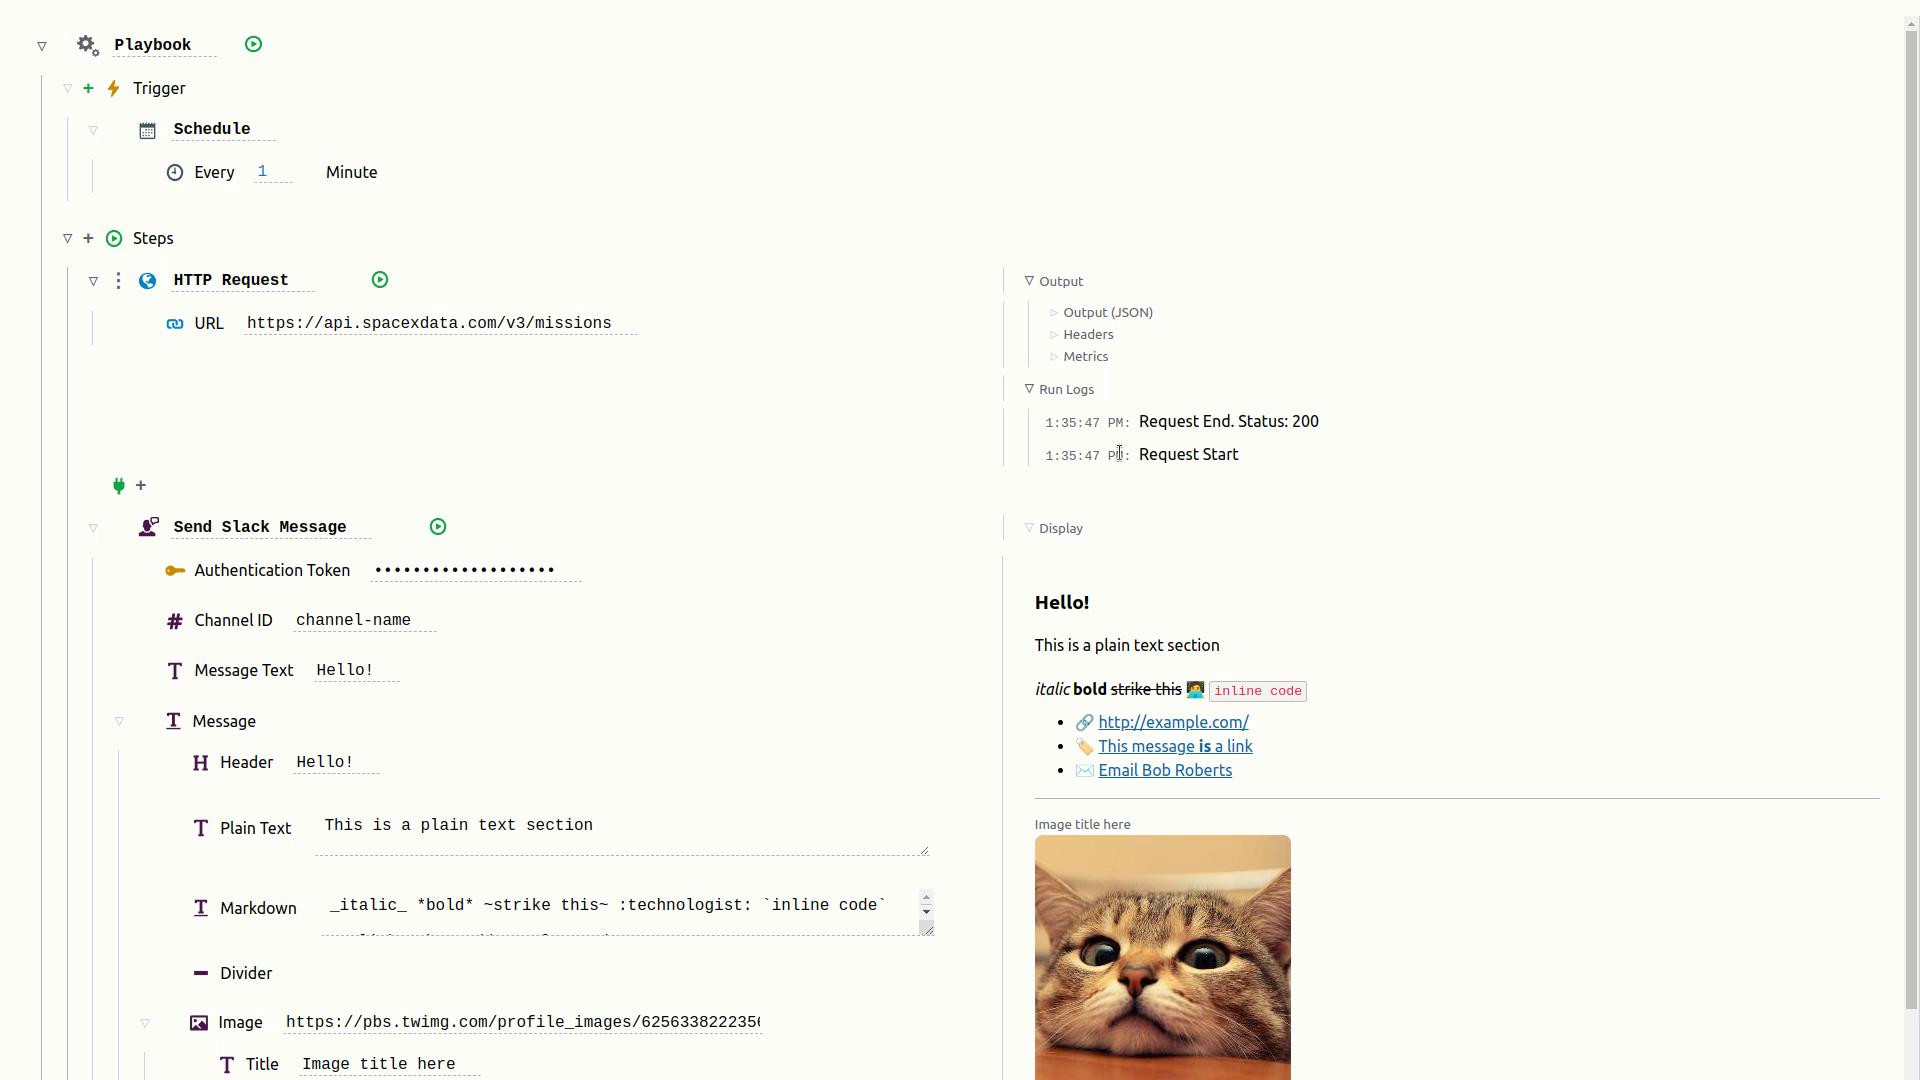 Playbook
Trigger
Schedule
Every 1 Minute
Steps
HTTP Request
URL https://api.spacexdata.com/v3/missions
Output
Output (JSON)
Headers
Metrics
Run Logs
1:35:47 PM: Request End. Status: 200
1:35:47 PM: Request Start
Send Slack Message
Authentication Token •••••••••••••••••••
Channel ID channel-name
Message Text Hello!
Message
Header Hello!
Plain Text This is a plain text section
Markdown _italic_ *bold* ~strike this~ :technologist: `inline code`
Divider
Image https://pbs.twimg.com/profile_images/625633822235
Title Image title here
Display
Hello!
This is a plain text section
italic bold strike this 🧑‍💻 inline code
• 🔗 http://example.com/
• 🏷️ This message is a link
• ✉️ Email Bob Roberts
Image title here